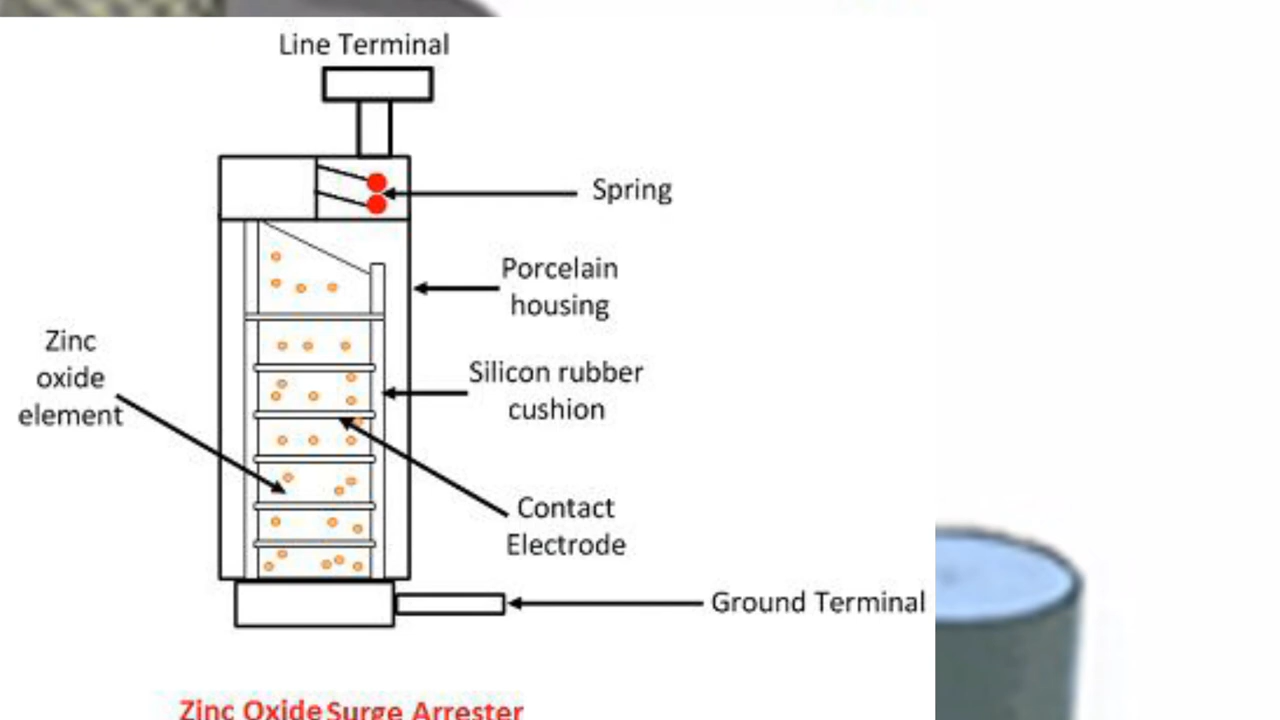 Line Terminal
Spring
Porcelain
housing
Zinc
oxide
element
Silicon rubber
cushion
Contact
Electrode
Ground Terminal
Zinc Oxide Surge Arrester